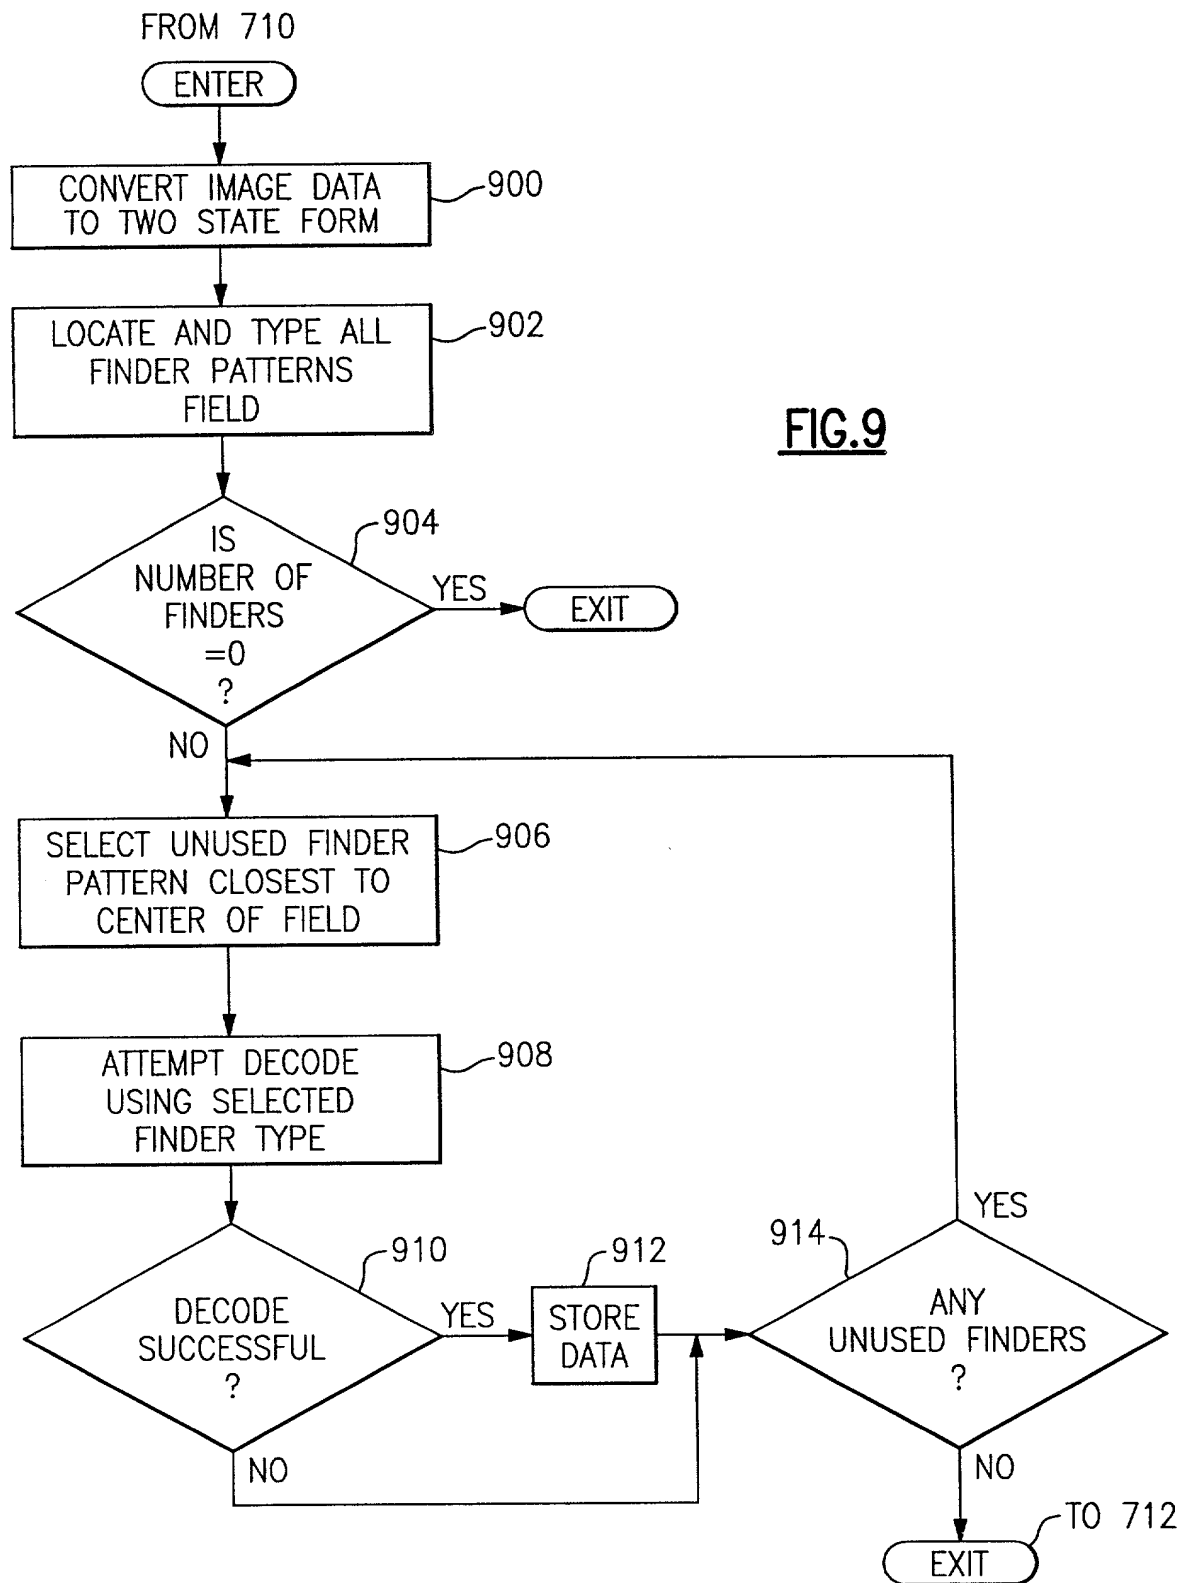 FROM 710
ENTER
CONVERT IMAGE DATA
TO TWO STATE FORM
900
LOCATE AND TYPE ALL
FINDER PATTERNS
FIELD
902
FIG.9
IS
NUMBER OF
FINDERS
=0
?
904
YES
EXIT
NO
SELECT UNUSED FINDER
PATTERN CLOSEST TO
CENTER OF FIELD
906
ATTEMPT DECODE
USING SELECTED
FINDER TYPE
908
DECODE
SUCCESSFUL
?
910
YES
NO
STORE
DATA
912
ANY
UNUSED FINDERS
?
914
YES
NO
EXIT
TO 712